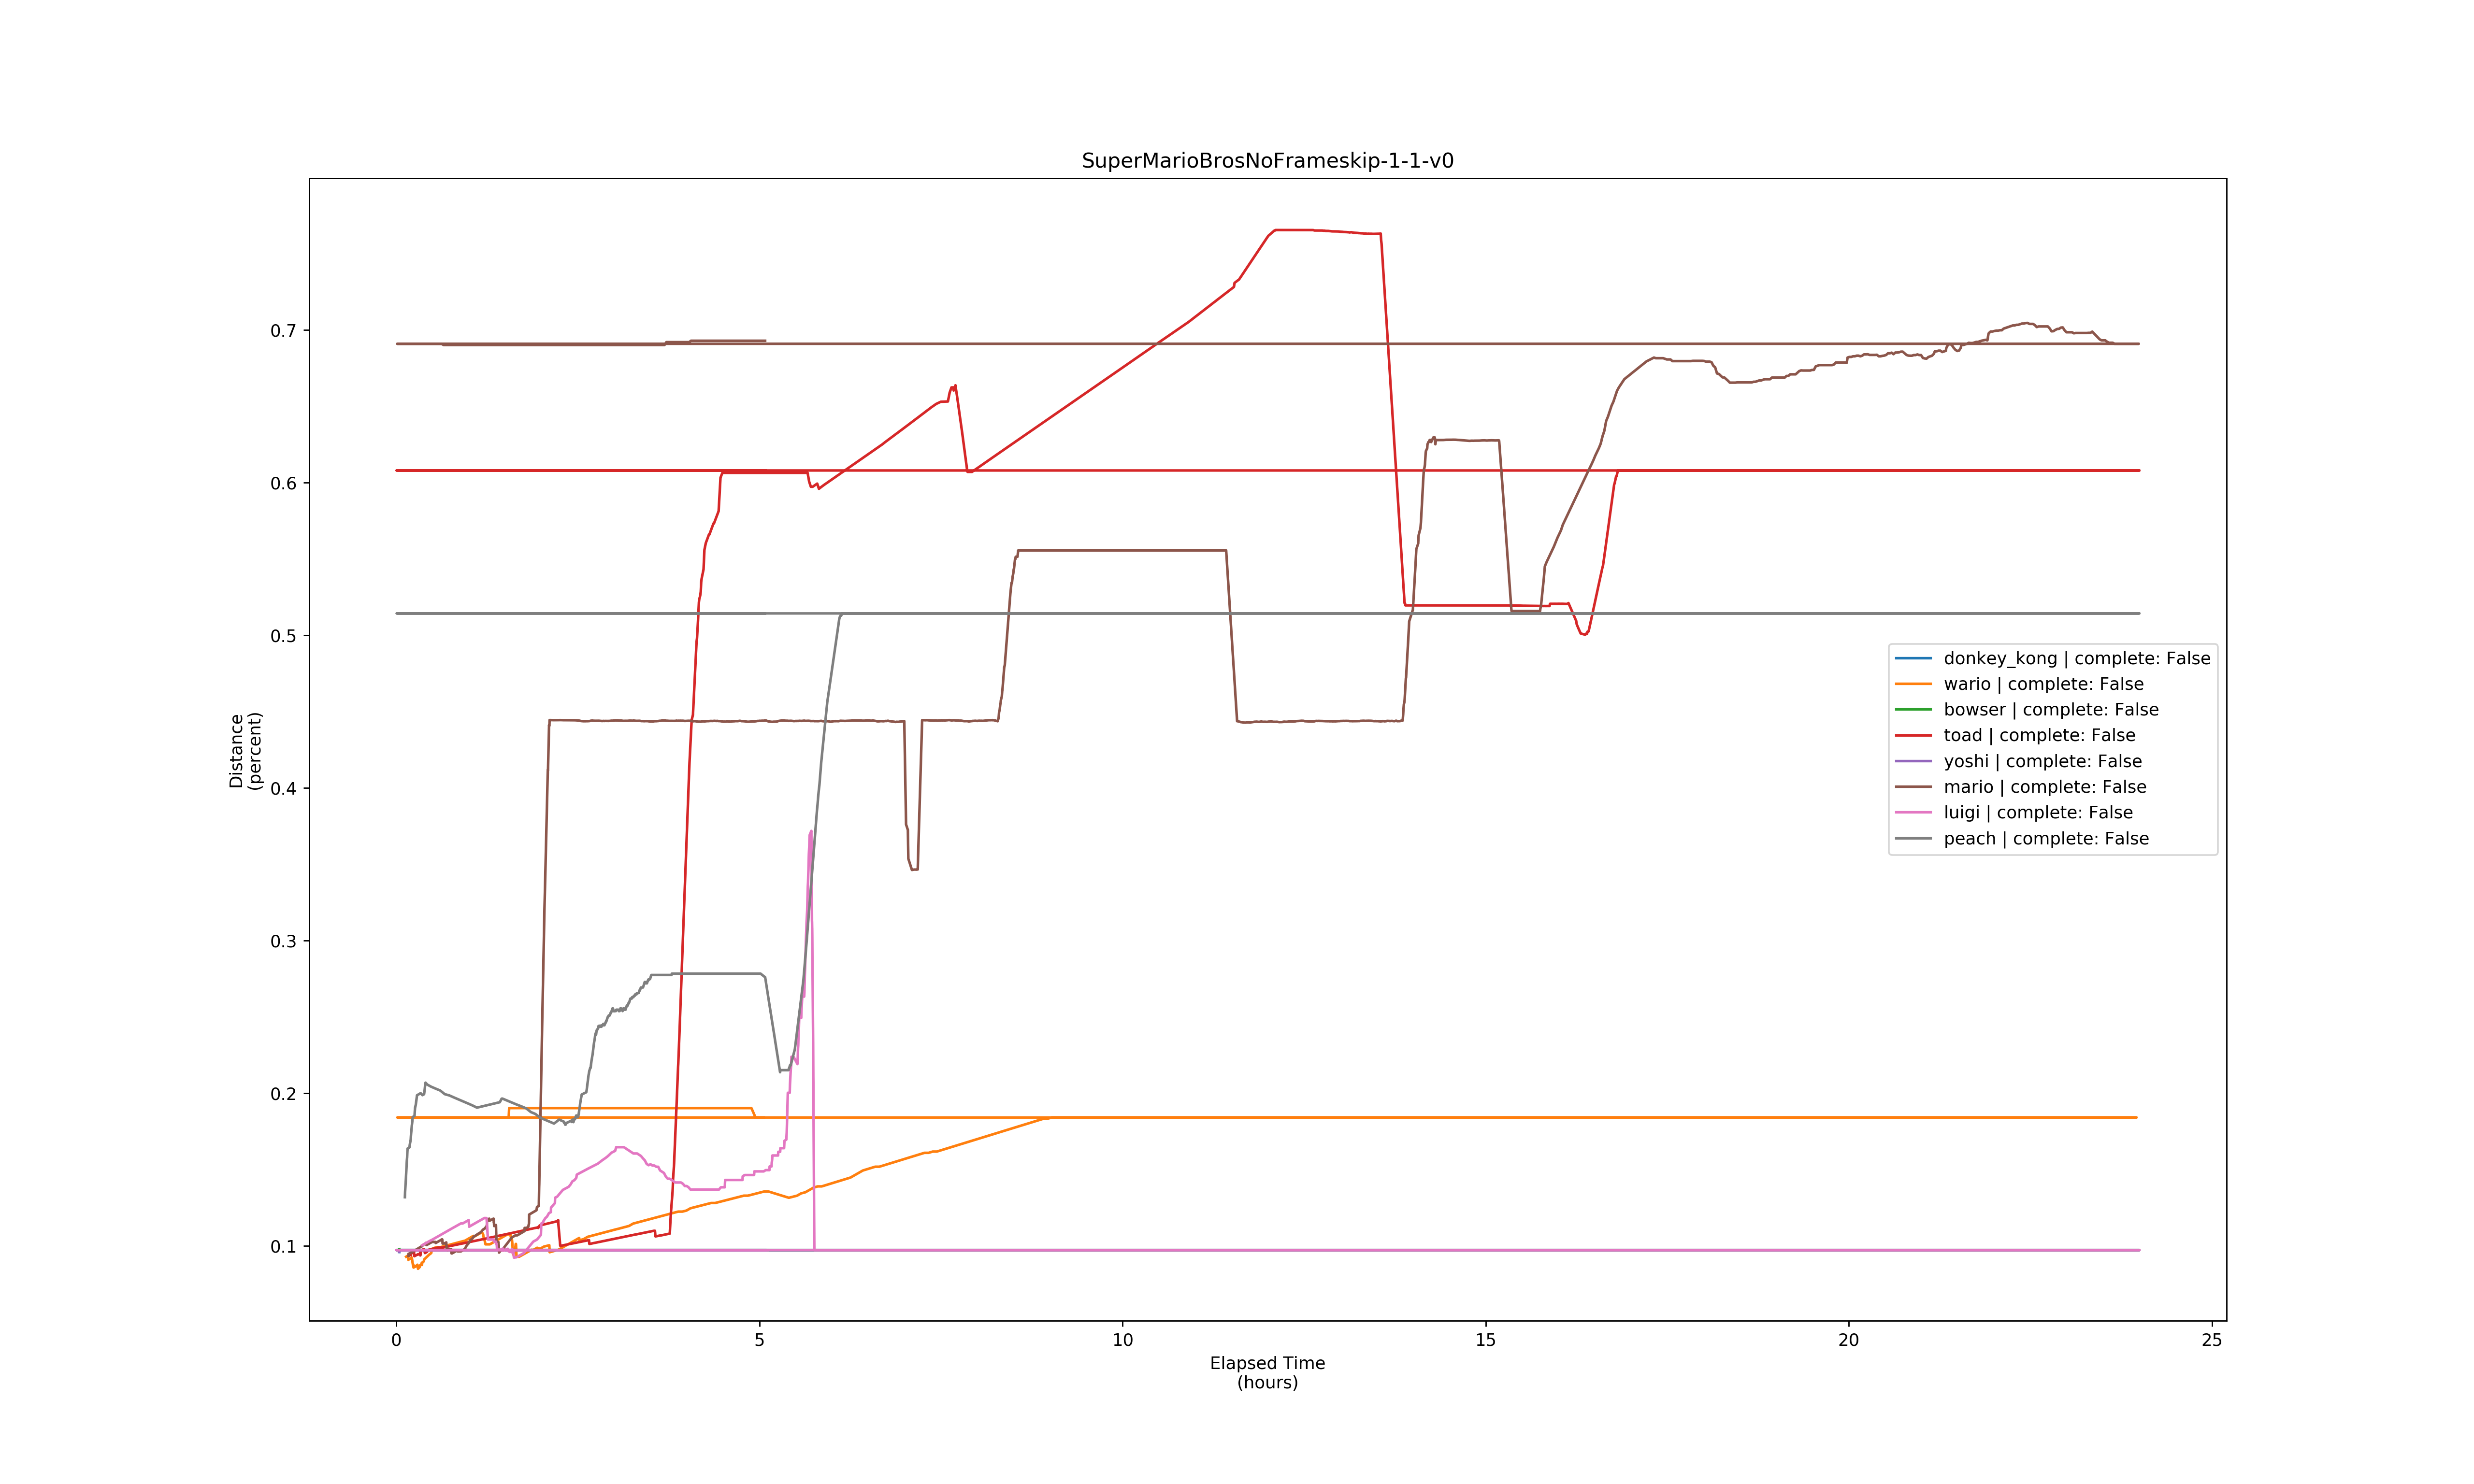 SuperMarioBrosNoFrameskip-1-1-v0
Distance
(percent)
0.7
0.6
0.5
0.4
0.3
0.2
0.1
donkey_kong | complete: False
wario | complete: False
bowser | complete: False
toad | complete: False
yoshi | complete: False
mario | complete: False
luigi | complete: False
peach | complete: False
0 5 10 15 20 25
Elapsed Time
(hours)